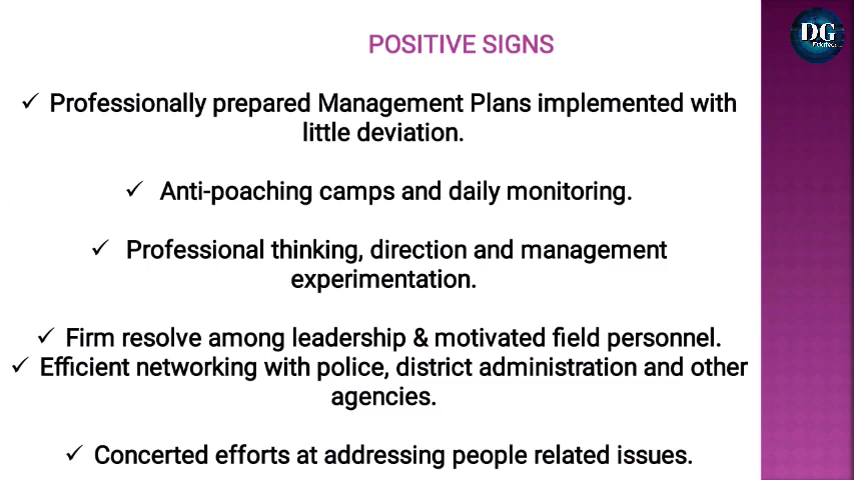 DG
POSITIVE SIGNS
✓ Professionally prepared Management Plans implemented with
little deviation.
✓ Anti-poaching camps and daily monitoring.
✓ Professional thinking, direction and management
experimentation.
✓ Firm resolve among leadership & motivated field personnel.
✓ Efficient networking with police, district administration and other
agencies.
✓ Concerted efforts at addressing people related issues.